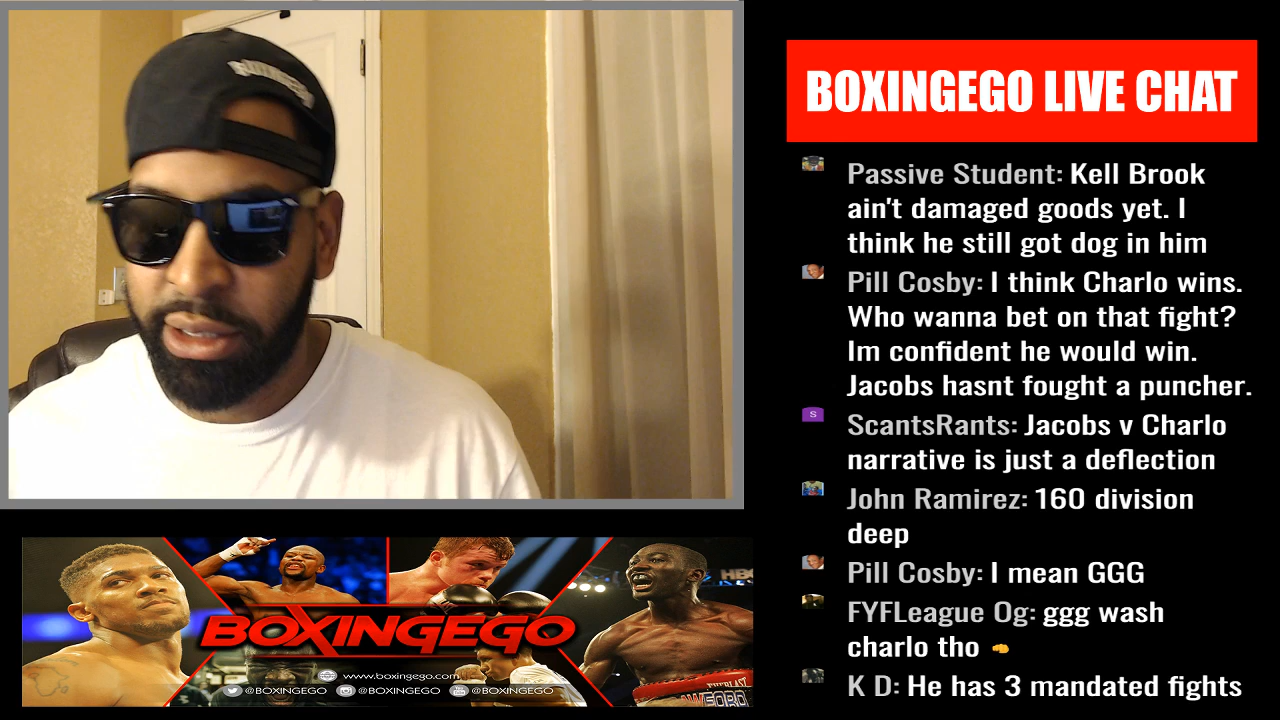 BOXINGEGO LIVE CHAT
Passive Student: Kell Brook
ain't damaged goods yet. I
think he still got dog in him
Pill Cosby: I think Charlo wins.
Who wanna bet on that fight?
Im confident he would win.
Jacobs hasnt fought a puncher.
S
ScantsRants: Jacobs v Charlo
narrative is just a deflection
John Ramirez: 160 division
deep
Pill Cosby: I mean GGG
FYFLeague Og: ggg wash
charlo tho
K D: He has 3 mandated fights
HBO
BOXINGEGO
www.boxingego.com
@BOXINGEGO @BOXINGEGO @BOXINGEGO
EVERLAST